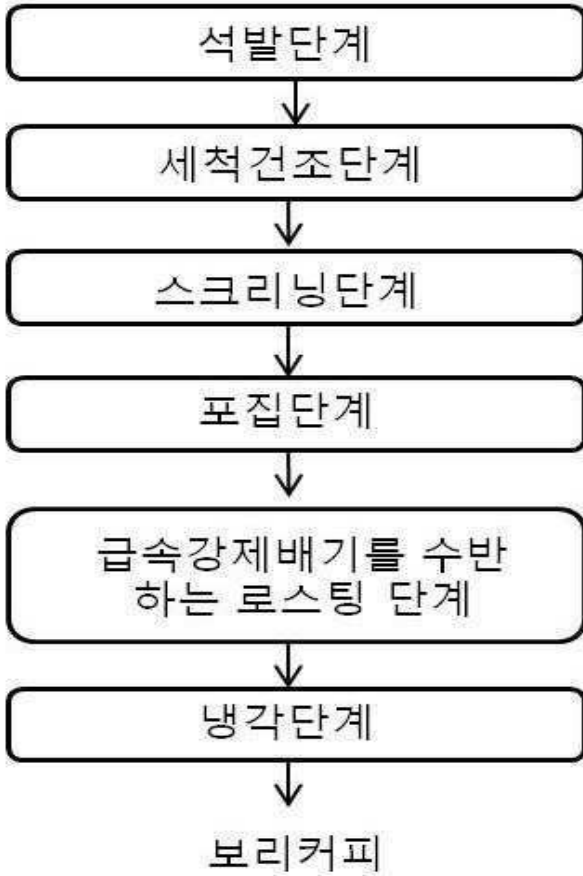 석발단계
세척건조단계
스크리닝단계
포집단계
급속강제배기를 수반
하는 로스팅 단계
냉각단계
보리커피